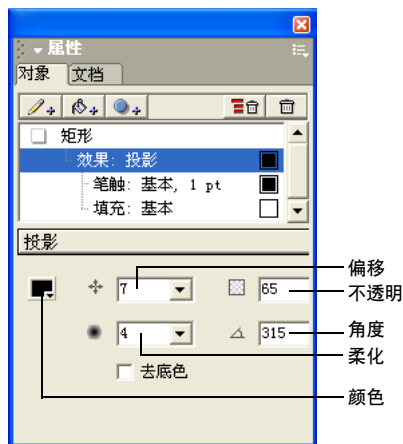 属性
对象 文档
矩形
效果: 投影
笔触: 基本, 1 pt
填充: 基本
投影
偏移
7 65
不透明
角度
4 315
柔化
去底色
颜色